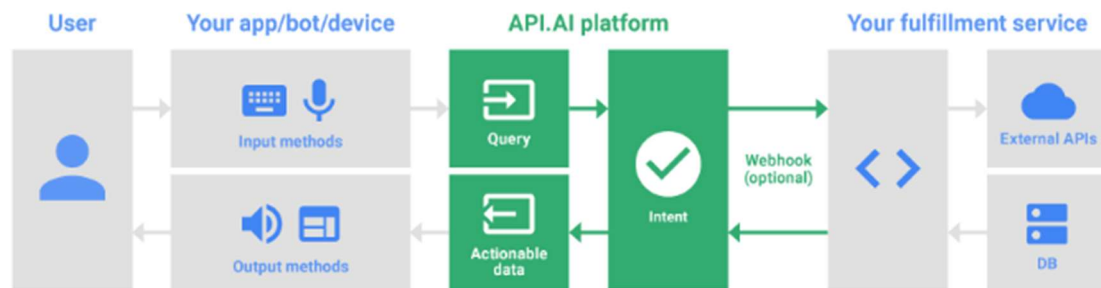 User
Your app/bot/device
API.AI platform
Your fulfillment service
Input methods
Query
Webhook
(optional)
External APIs
Intent
Output methods
Actionable
data
DB